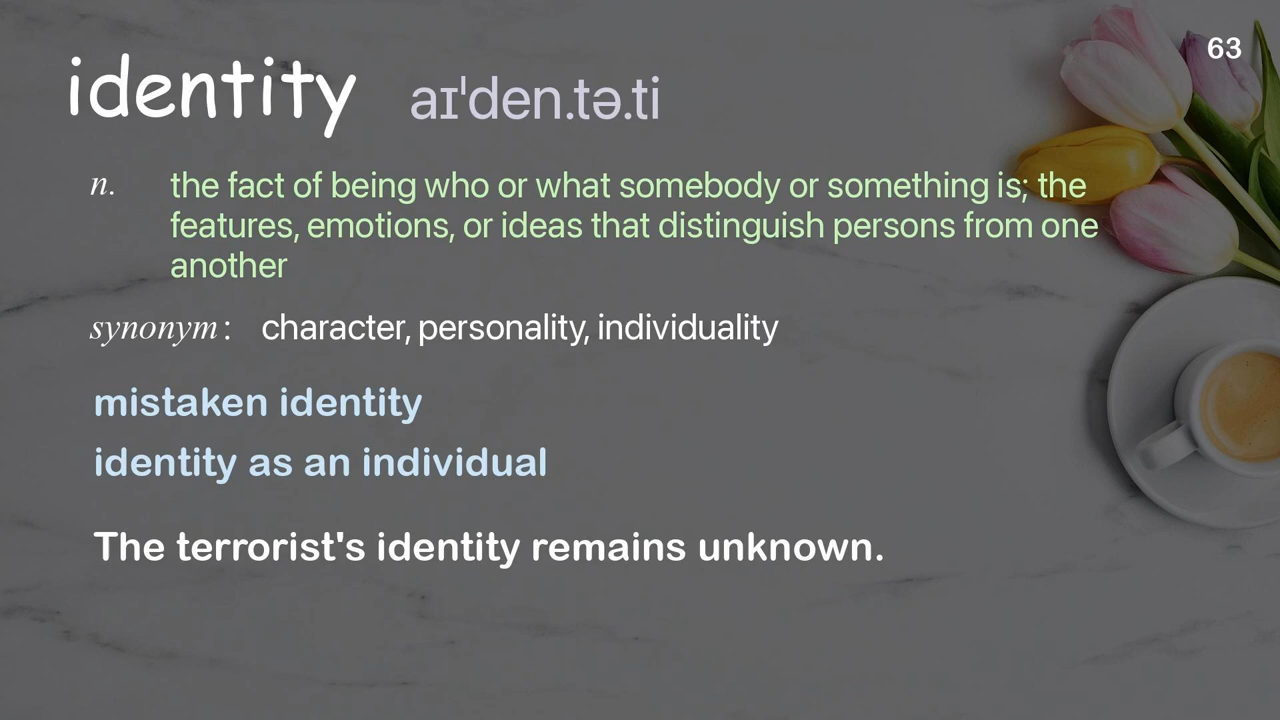 63
identity aɪˈden.tə.ti
n. the fact of being who or what somebody or something is; the
features, emotions, or ideas that distinguish persons from one
another
synonym: character, personality, individuality
mistaken identity
identity as an individual
The terrorist's identity remains unknown.